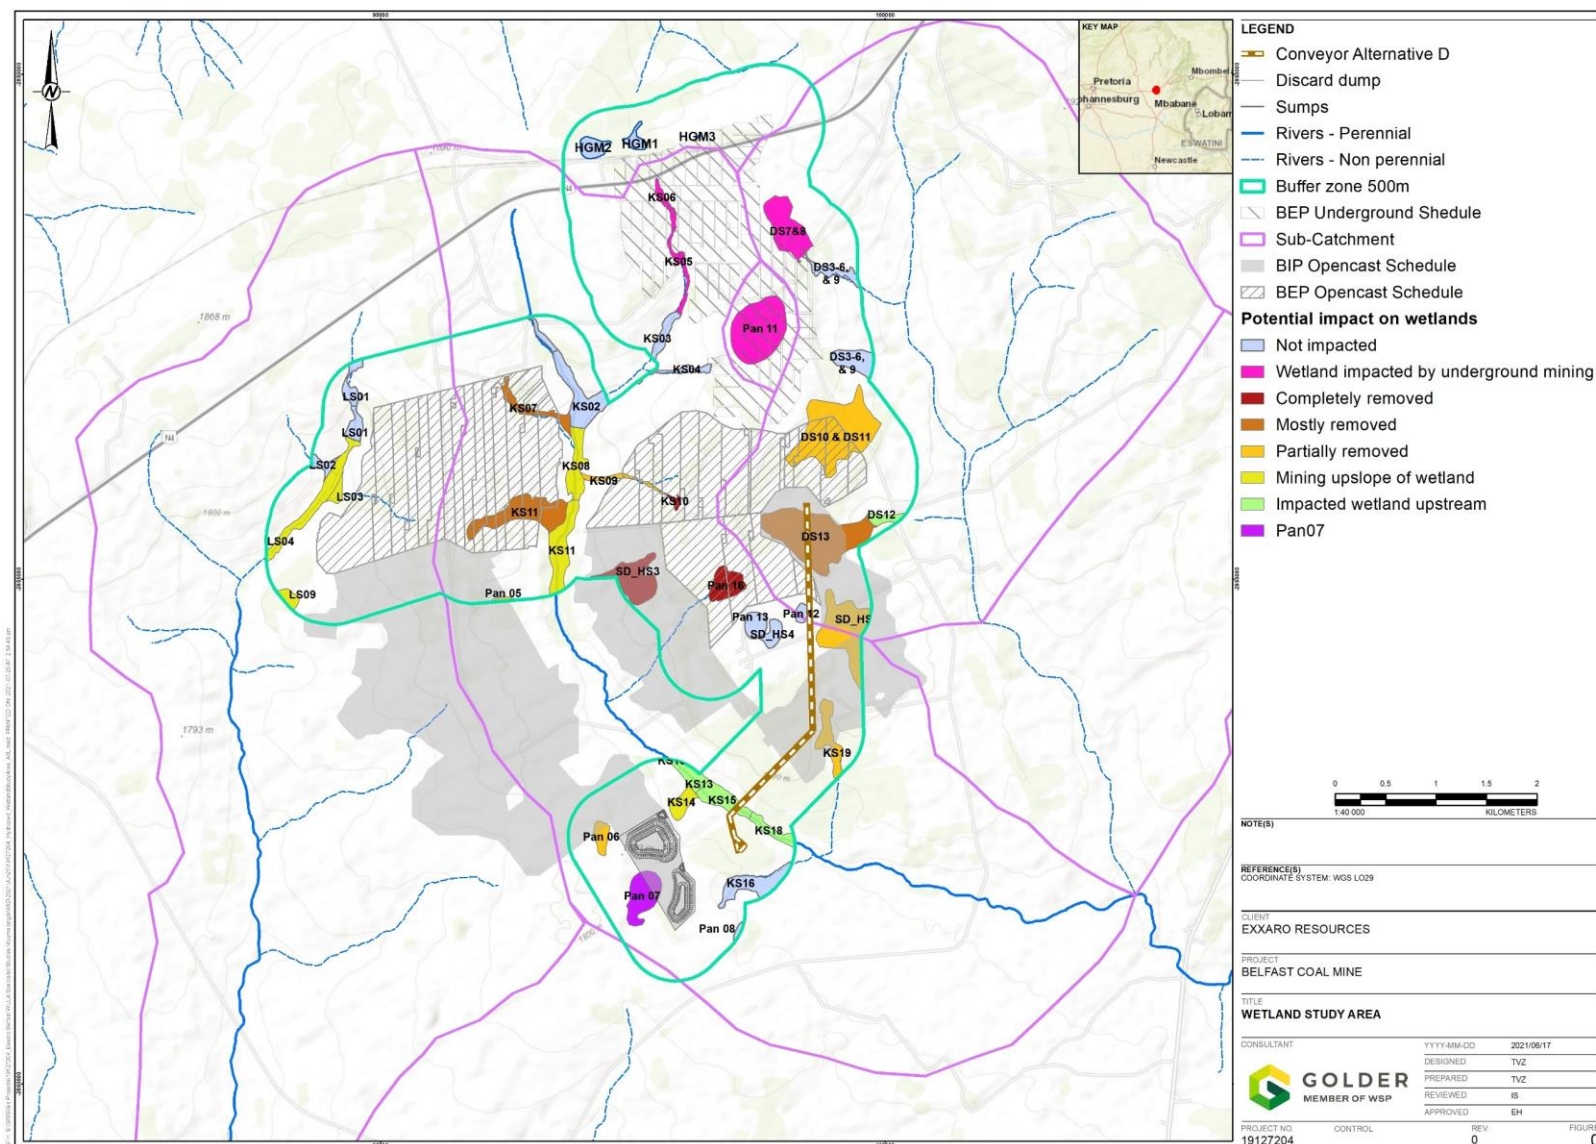 KEY MAP
Pretoria
Mbombel
hannesburg
Mbabane
Lobam
ESWATINI
Newcastle
HGM2
HGM1
HGM3
N4
KS06
DS7&8
KS05
DS3-6,
& 9
1868 m
Pan 11
KS03
DS3-6,
& 9
KS04
LS01
KS07
KS02
LS01
N4
DS10 & DS11
LS02
KS08
KS09
LS03
KS10
1800 m
KS11
DS12
DS13
LS04
KS11
SD_HS3
Pan 16
LS09
Pan 05
Pan 13
Pan 12
SD_HS4
SD_HS
1793 m
KS19
KS13
KS15
KS14
KS18
Pan 06
KS16
Pan 07
Pan 08
LEGEND
Conveyor Alternative D
Discard dump
Sumps
Rivers - Perennial
Rivers - Non perennial
Buffer zone 500m
BEP Underground Shedule
Sub-Catchment
BIP Opencast Schedule
BEP Opencast Schedule
Potential impact on wetlands
Not impacted
Wetland impacted by underground mining
Completely removed
Mostly removed
Partially removed
Mining upslope of wetland
Impacted wetland upstream
Pan07
0 0.5 1 1.5 2
1:40 000 KILOMETERS
NOTE(S)
REFERENCE(S)
COORDINATE SYSTEM: WGS LO29
CLIENT
EXXARO RESOURCES
PROJECT
BELFAST COAL MINE
TITLE
WETLAND STUDY AREA
CONSULTANT
YYYY-MM-DD 2021/06/17
DESIGNED TVZ
PREPARED TVZ
REVIEWED IS
APPROVED EH
GOLDER
MEMBER OF WSP
PROJECT NO. CONTROL REV. FIGURE
19127204 0